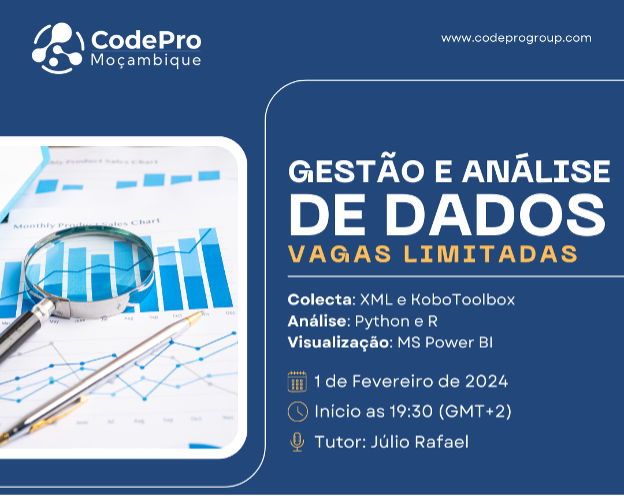 CodePro
Moçambique
www.codeprogroup.com
Monthly Product Sales Chart
GESTÃO E ANÁLISE
DE DADOS
VAGAS LIMITADAS
Colecta: XML e KoboToolbox
Análise: Python e R
Visualização: MS Power BI
1 de Fevereiro de 2024
Início as 19:30 (GMT+2)
Tutor: Júlio Rafael